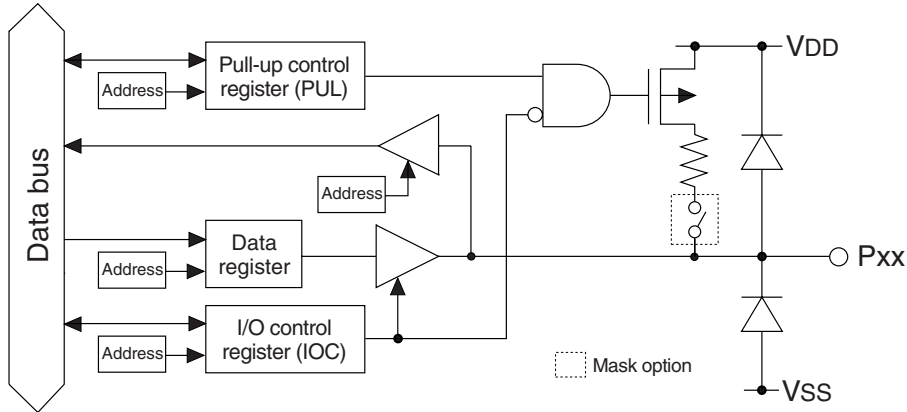 Data bus
Address
Pull-up control
register (PUL)
VDD
Address
Address
Data
register
Pxx
Address
I/O control
register (IOC)
Mask option
VSS